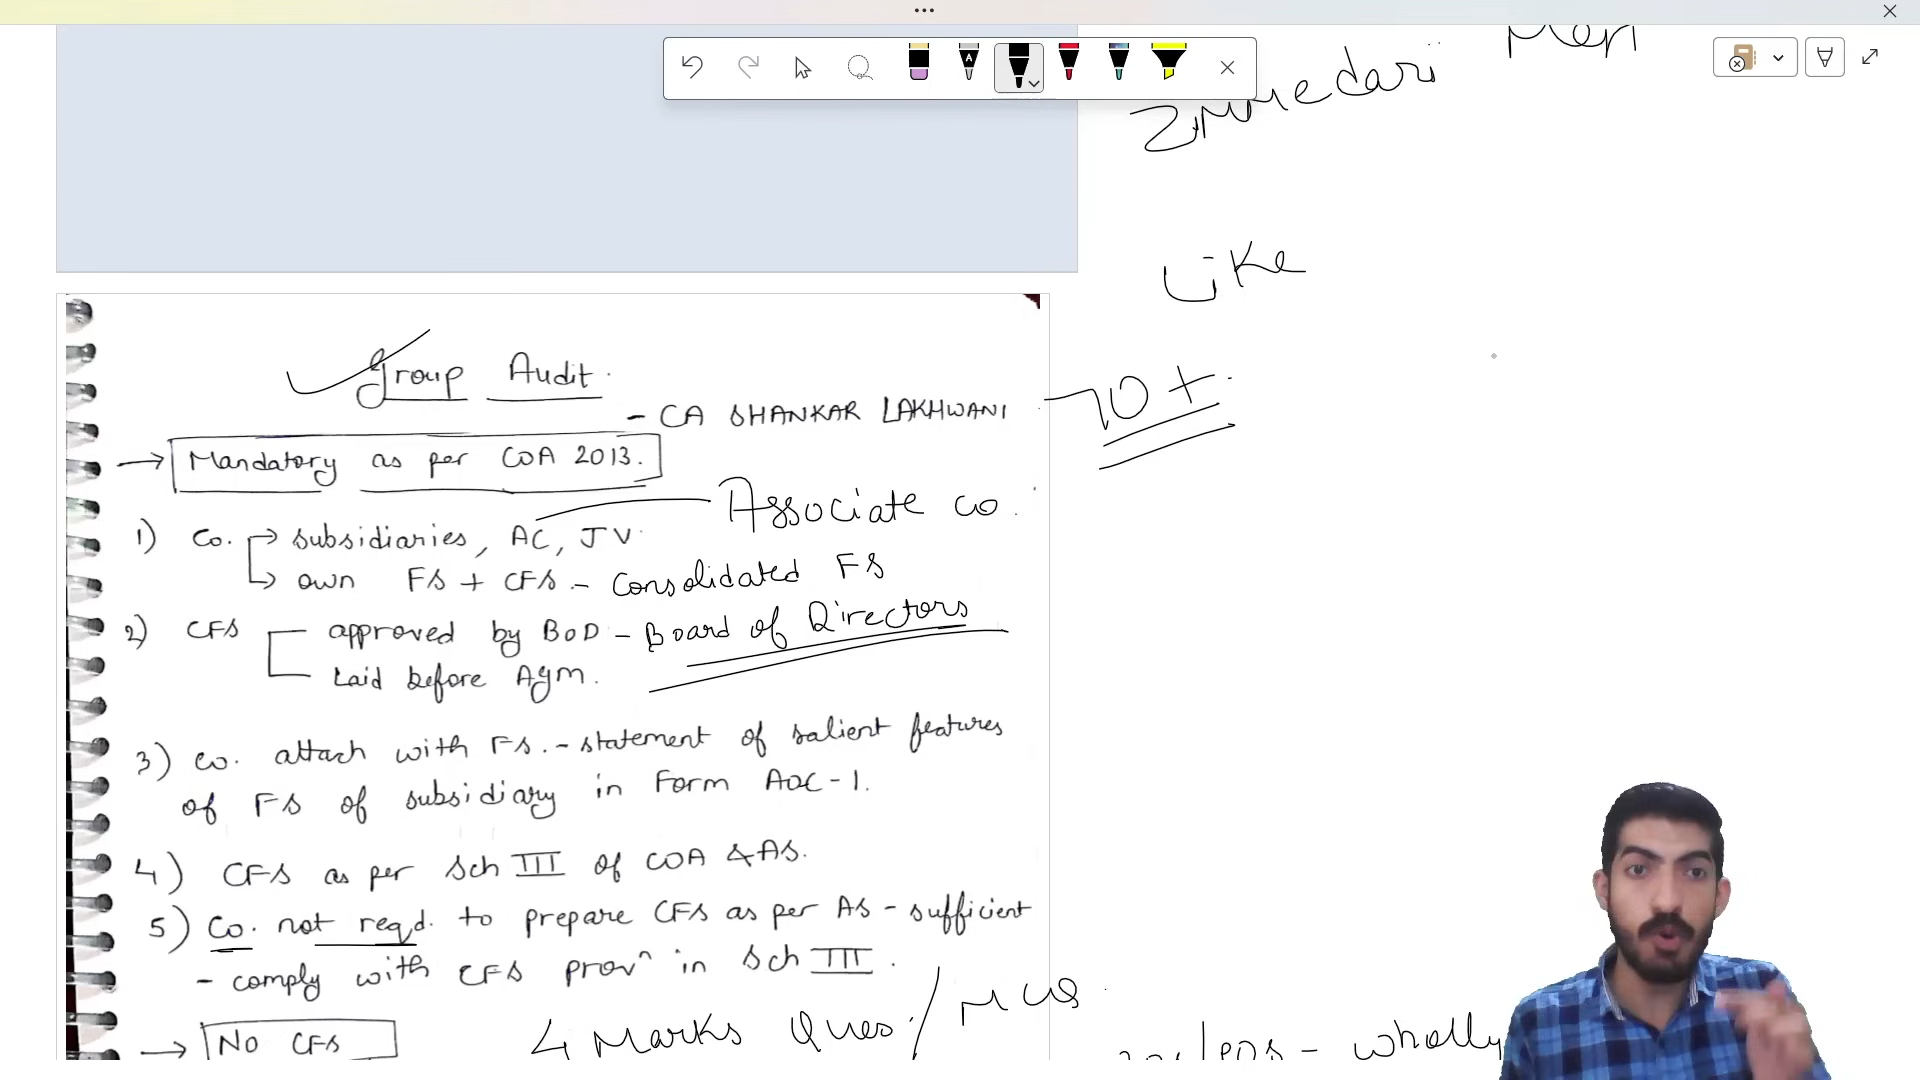 Zimmedari Meri
Like
Group Audit.
- CA SHANKAR LAKHWANI
70+.
→ Mandatory as per COA 2013.
Associate co.
1) Co. → subsidiaries, AC, JV.
→ own FS + CFS. - Consolidated FS
2) CFS approved by BOD - Board of Directors
Laid before Agm.
3) Co. attach with FS. - statement of salient features
of FS of subsidiary in Form AOC-1.
4) CFS as per Sch III of COA & AS.
5) Co. not reqd. to prepare CFS as per AS - sufficient
- comply with CFS provn in Sch III.
→ No CFS
4 Marks Ques. / MCQ.
- wholly